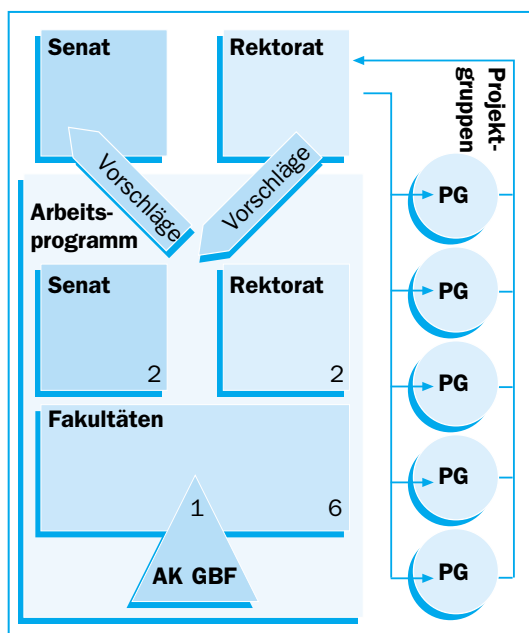 Senat
Rektorat
Projekt-
gruppen
Vorschläge
Vorschläge
Arbeits-
programm
Senat
2
Rektorat
2
Fakultäten
6
1
AK GBF
PG
PG
PG
PG
PG